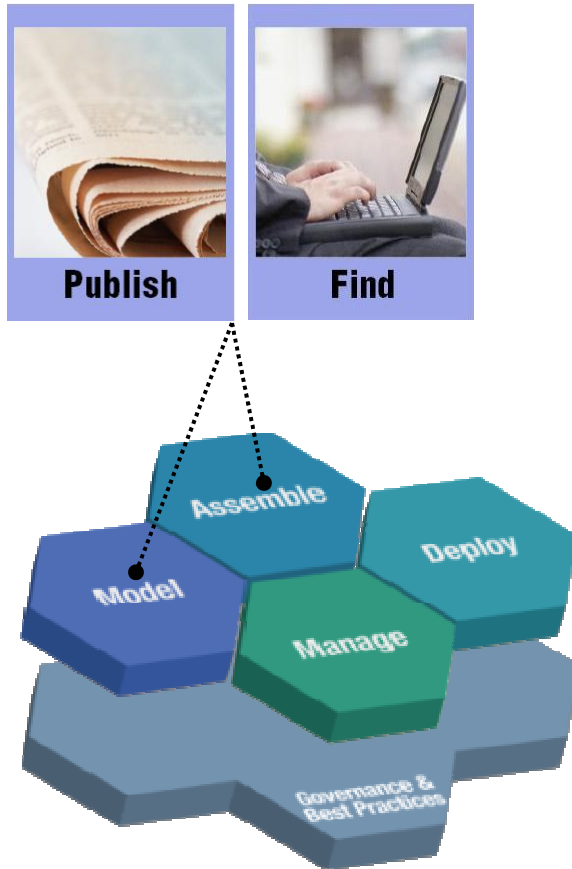 Publish
Find
Assemble
Deploy
Model
Manage
Governance &
Best Practices